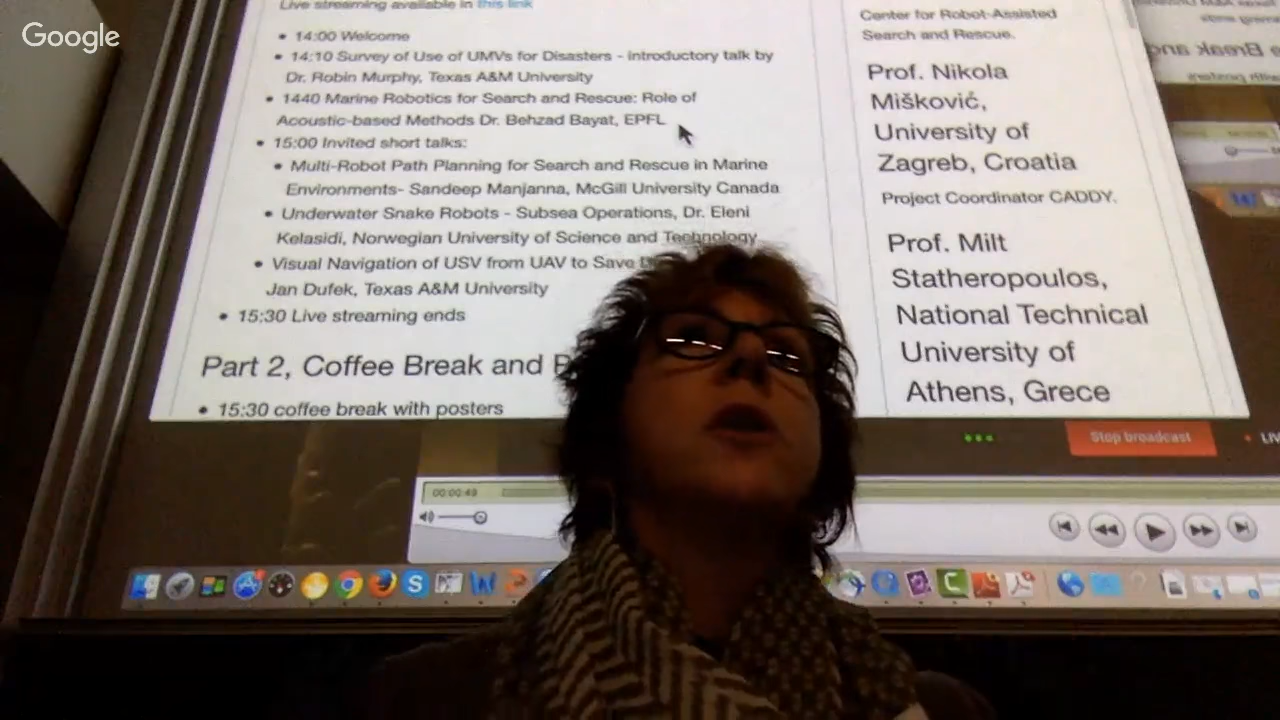 Google
Live streaming available in this link
14:00 Welcome
14:10 Survey of Use of UMVs for Disasters - introductory talk by
Dr. Robin Murphy, Texas A&M University
1440 Marine Robotics for Search and Rescue: Role of
Acoustic-based Methods Dr. Behzad Bayat, EPFL
15:00 Invited short talks:
Multi-Robot Path Planning for Search and Rescue in Marine
Environments- Sandeep Manjanna, McGill University Canada
Underwater Snake Robots - Subsea Operations, Dr. Eleni
Kelasidi, Norwegian University of Science and Technology
Visual Navigation of USV from UAV to Save
Jan Dufek, Texas A&M University
15:30 Live streaming ends
Part 2, Coffee Break and
15:30 coffee break with posters
Center for Robot-Assisted
Search and Rescue.
Prof. Nikola
Mišković,
University of
Zagreb, Croatia
Project Coordinator CADDY.
Prof. Milt
Statheropoulos,
National Technical
University of
Athens, Grece
Stop broadcast
00:00:49